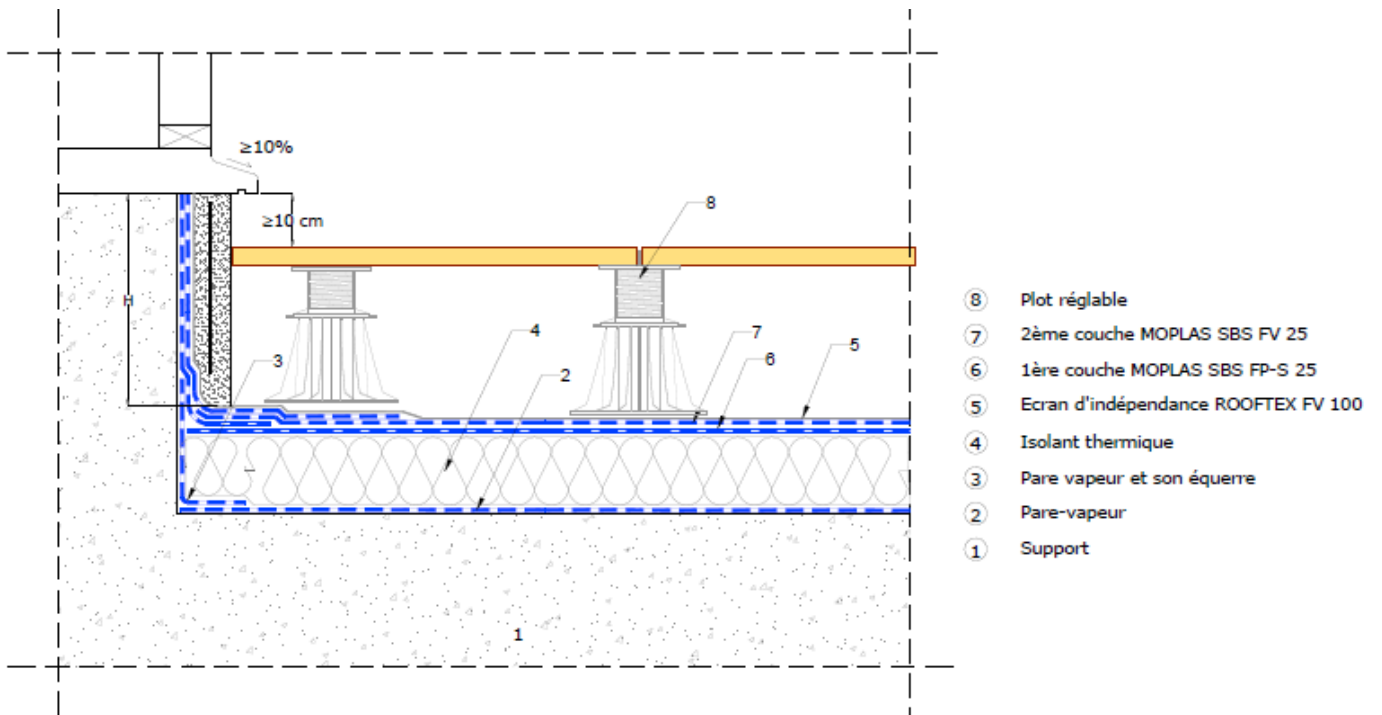 ≥10%
≥10 cm
H
8
4
7
6
5
3
2
1
8 Plot réglable
7 2ème couche MOPLAS SBS FV 25
6 1ère couche MOPLAS SBS FP-S 25
5 Ecran d'indépendance ROOFTEX FV 100
4 Isolant thermique
3 Pare vapeur et son équerre
2 Pare-vapeur
1 Support